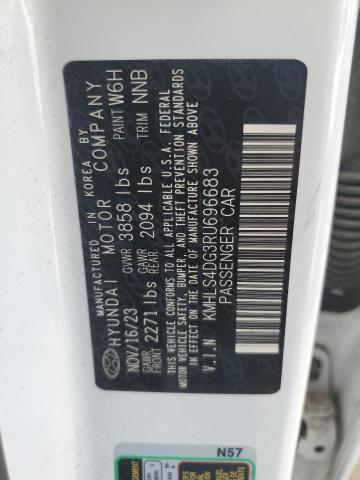 MANUFACTURED IN KOREA BY
HYUNDAI MOTOR COMPANY
NOV/16/23 GVWR 3858 lbs PAINT W6H
GAWR FRONT 2271 lbs GAWR REAR 2094 lbs TRIM NNB
THIS VEHICLE CONFORMS TO ALL APPLICABLE U.S.A. FEDERAL
MOTOR VEHICLE SAFETY, BUMPER, AND THEFT PREVENTION STANDARDS
IN EFFECT ON THE DATE OF MANUFACTURE SHOWN ABOVE
V.I.N KMHLS4DG3RU696683
PASSENGER CAR
N57